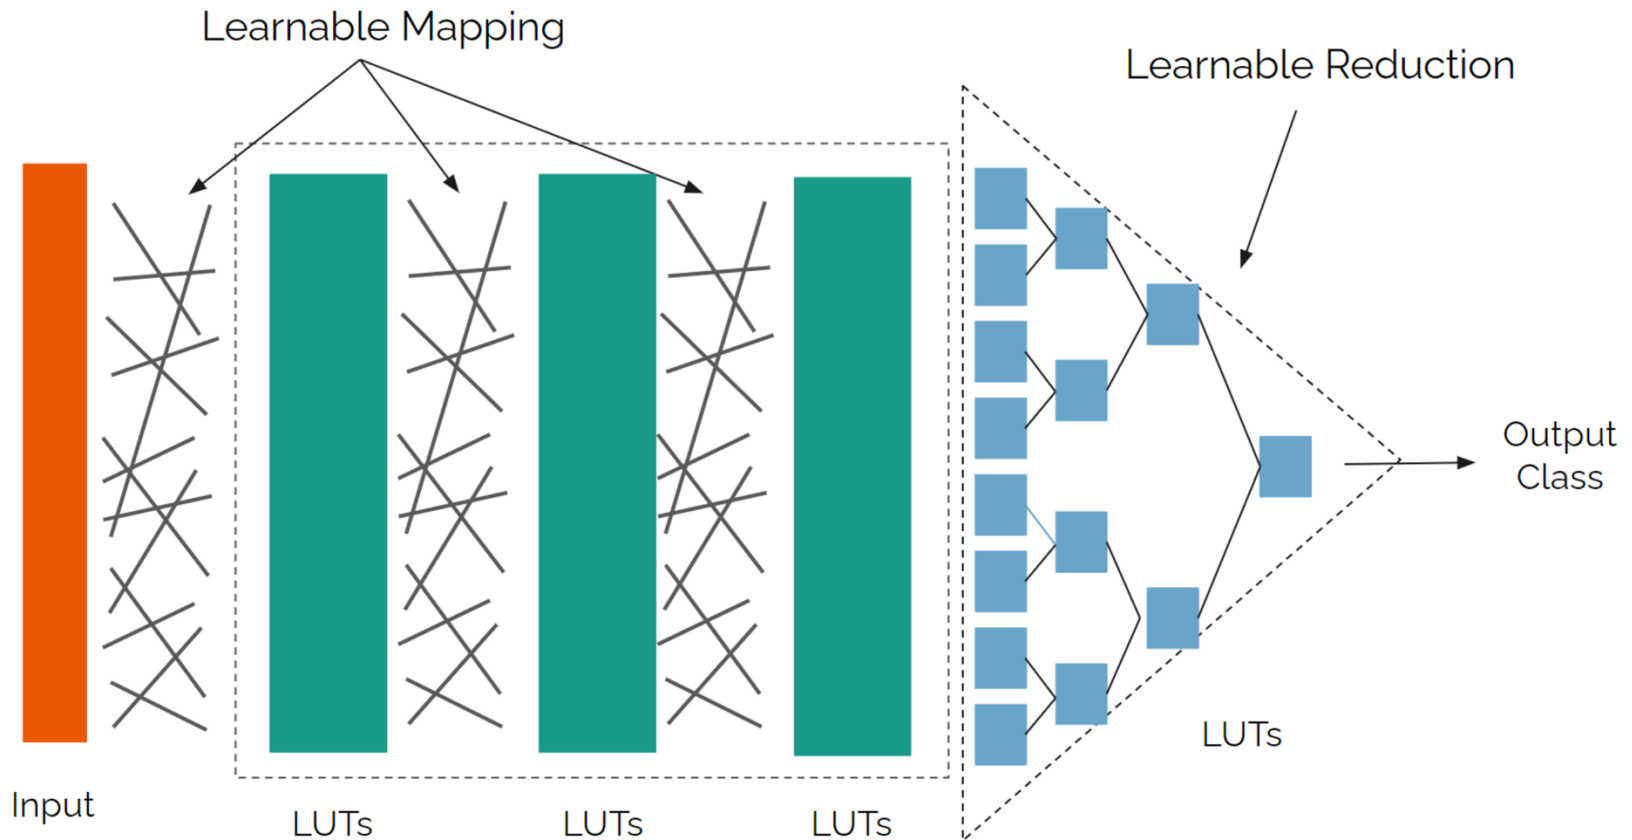 Learnable Mapping
Learnable Reduction
Output
Class
LUTs
Input
LUTs
LUTs
LUTs